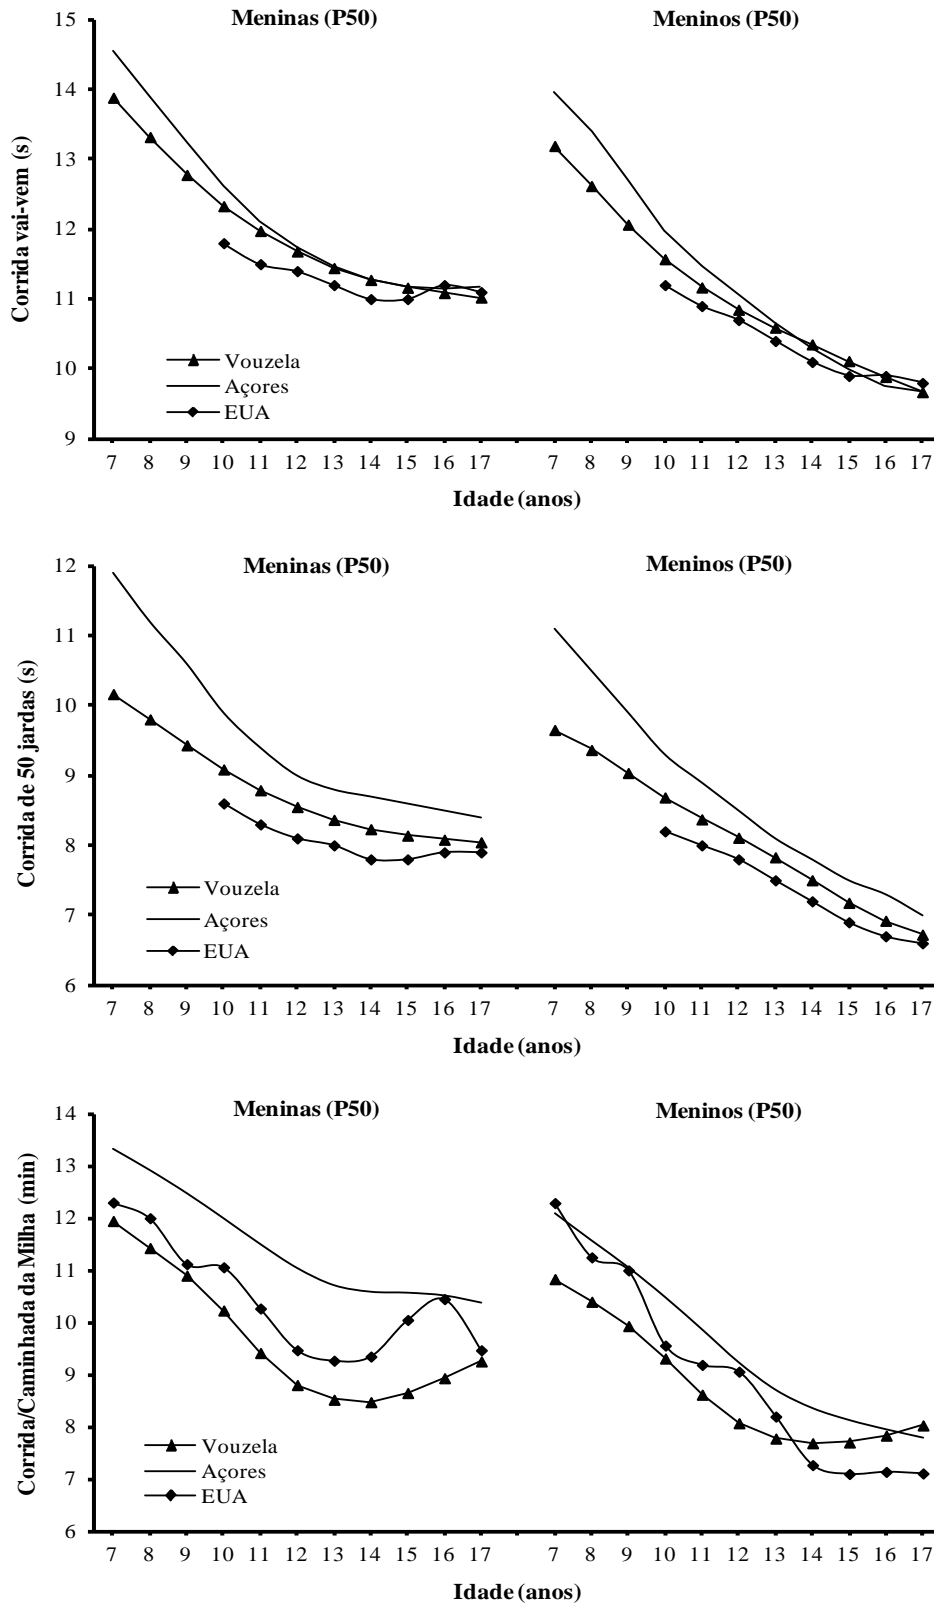 Meninas (P50) Meninos (P50)
Corrida vai-vem (s)
15
14
13
12
11
10
9
Vouzela
Açores
EUA
7 8 9 10 11 12 13 14 15 16 17 7 8 9 10 11 12 13 14 15 16 17
Idade (anos)
Meninas (P50) Meninos (P50)
Corrida de 50 jardas (s)
12
11
10
9
8
7
6
Vouzela
Açores
EUA
7 8 9 10 11 12 13 14 15 16 17 7 8 9 10 11 12 13 14 15 16 17
Idade (anos)
Meninas (P50) Meninos (P50)
Corrida/Caminhada da Milha (min)
14
13
12
11
10
9
8
7
6
Vouzela
Açores
EUA
7 8 9 10 11 12 13 14 15 16 17 7 8 9 10 11 12 13 14 15 16 17
Idade (anos)